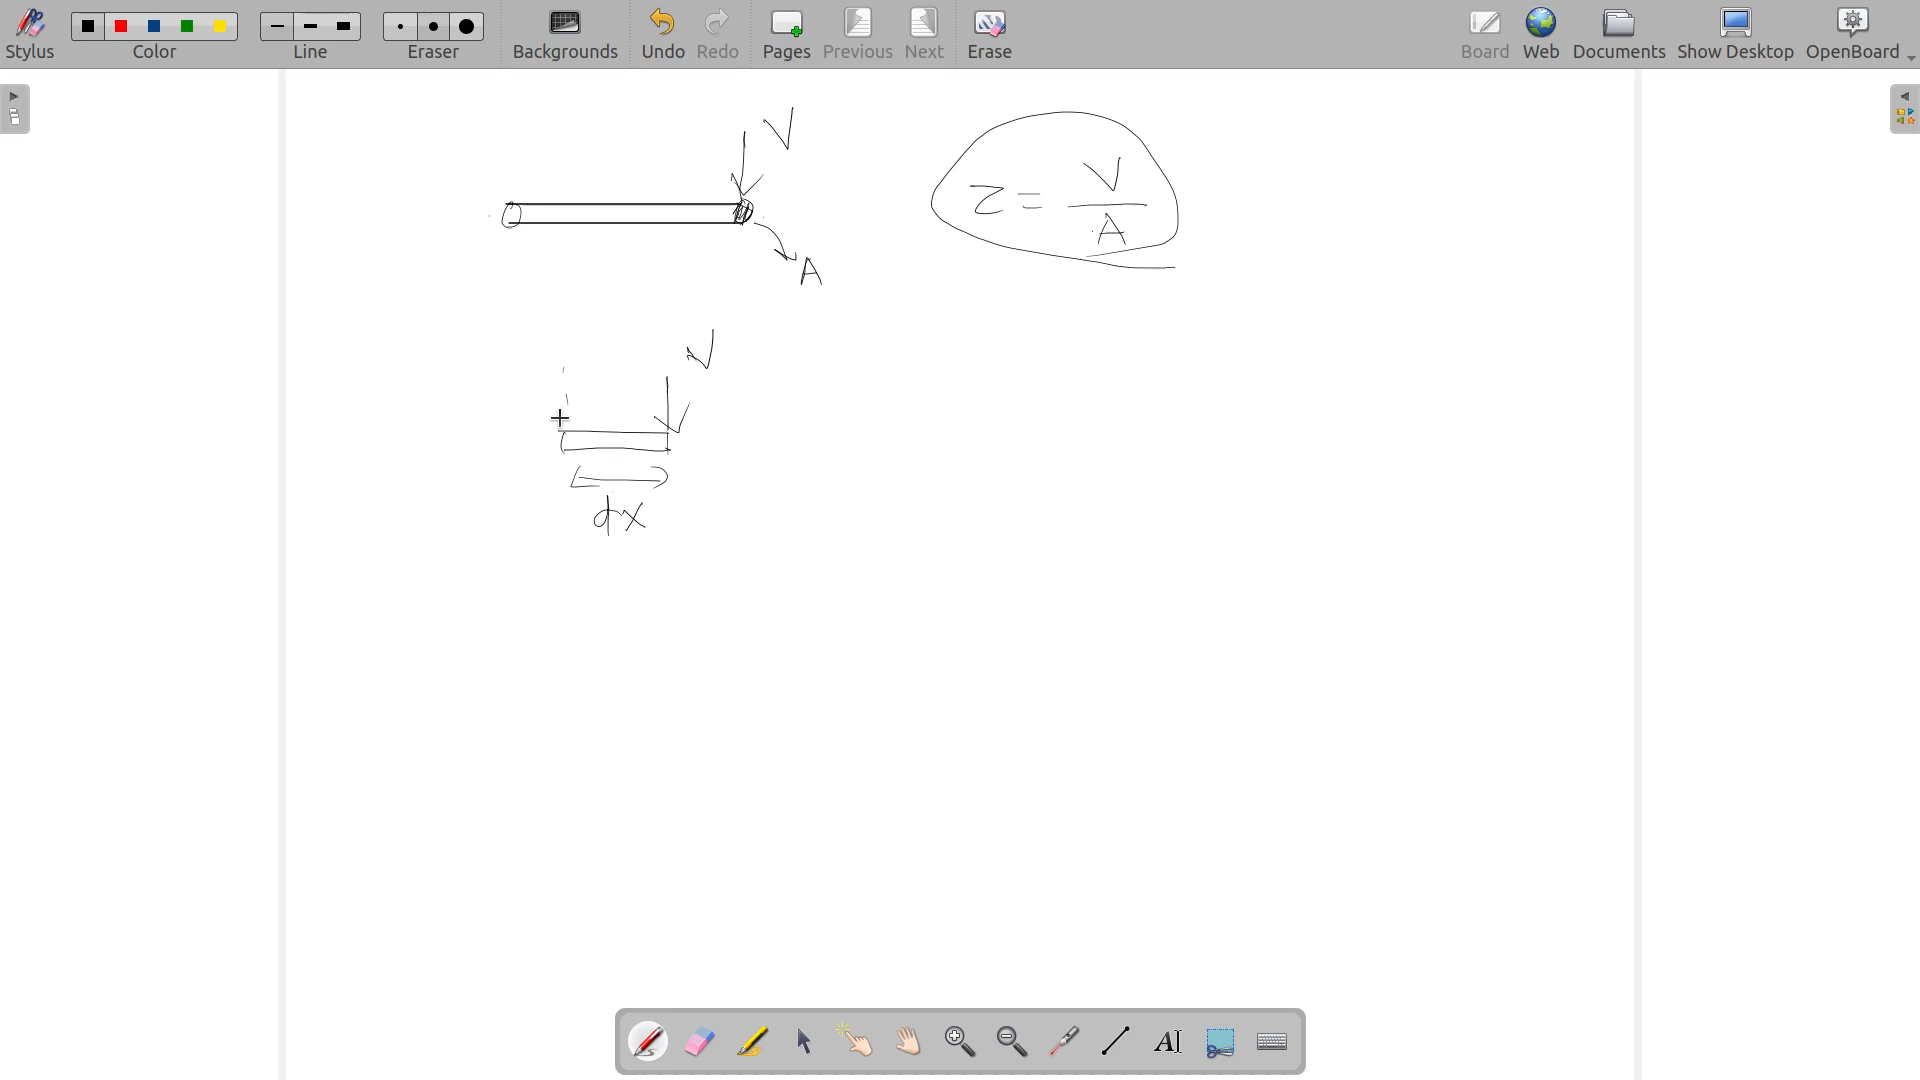 Stylus Color Line Eraser Backgrounds Undo Redo Pages Previous Next Erase Board Web Documents Show Desktop OpenBoard
V
τ = V / A
A
V
dx